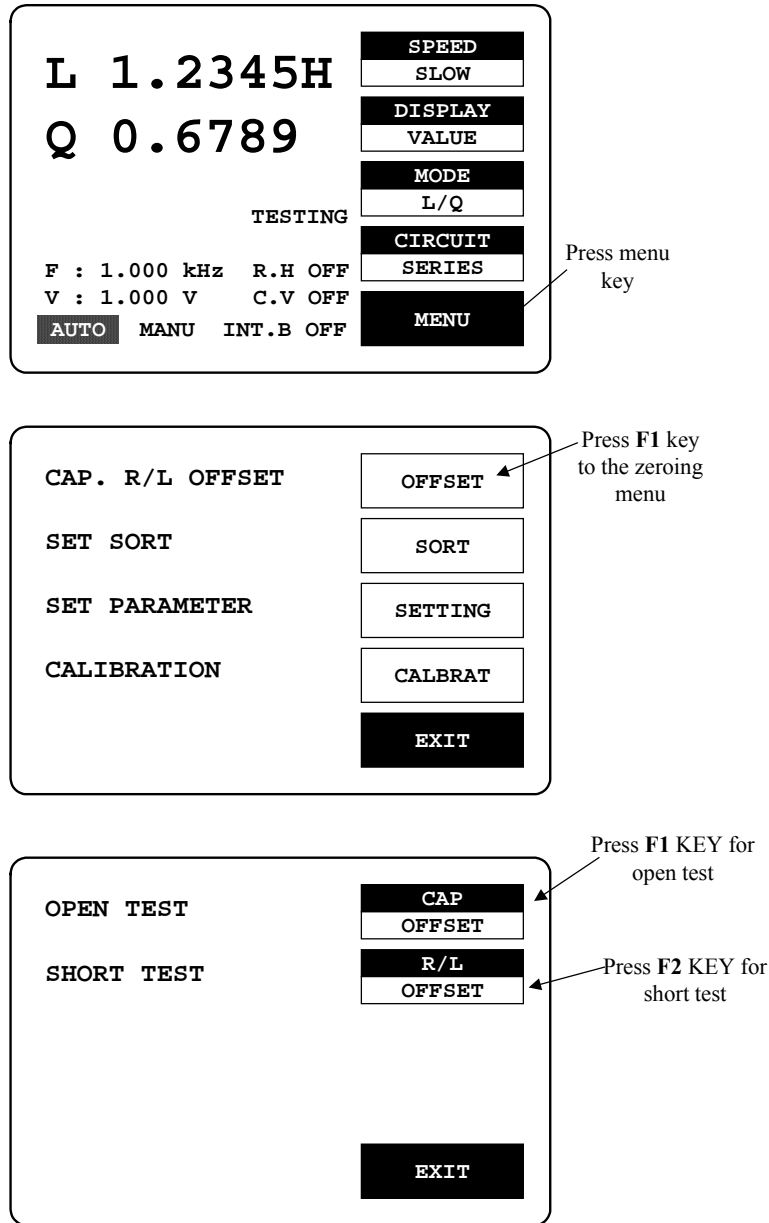 L 1.2345H
Q 0.6789
TESTING
F : 1.000 kHz R.H OFF
V : 1.000 V C.V OFF
AUTO MANU INT.B OFF
SPEED
SLOW
DISPLAY
VALUE
MODE
L/Q
CIRCUIT
SERIES
MENU
Press menu
key
CAP. R/L OFFSET
OFFSET
SET SORT
SORT
SET PARAMETER
SETTING
CALIBRATION
CALBRAT
EXIT
Press F1 key
to the zeroing
menu
OPEN TEST
CAP
OFFSET
SHORT TEST
R/L
OFFSET
EXIT
Press F1 KEY for
open test
Press F2 KEY for
short test